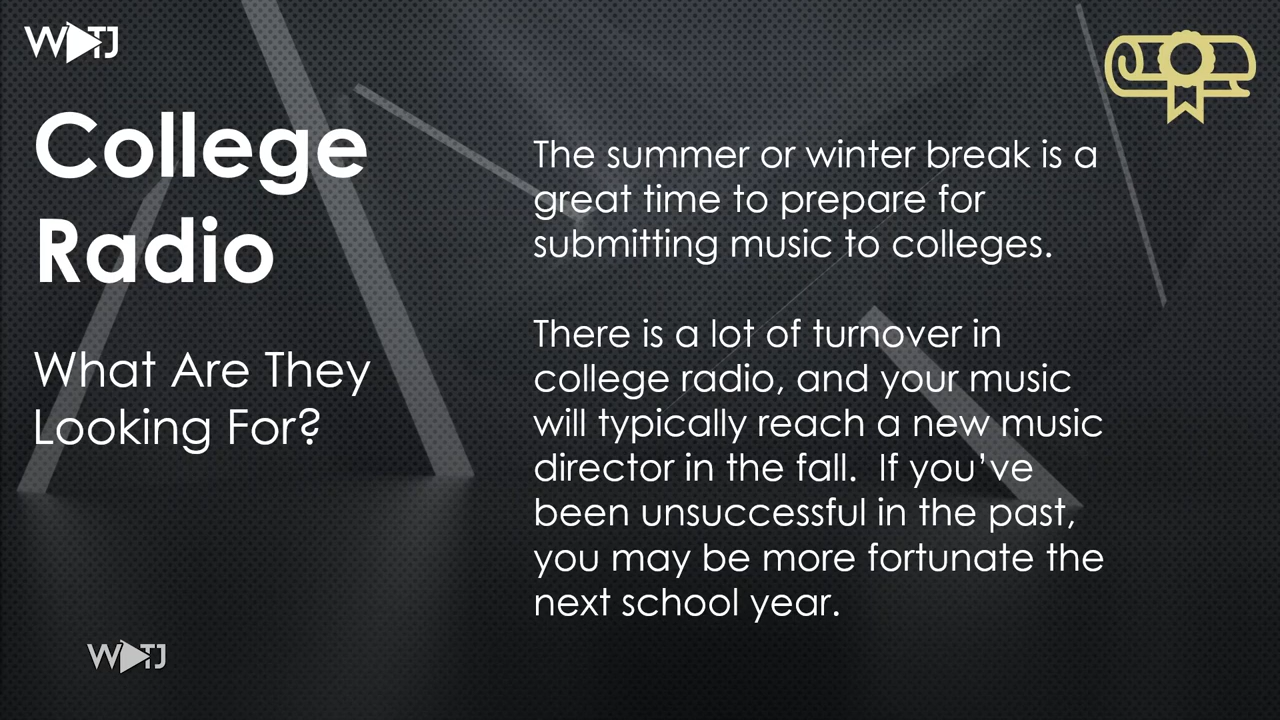 W▶TJ
College
Radio
What Are They
Looking For?
The summer or winter break is a
great time to prepare for
submitting music to colleges.
There is a lot of turnover in
college radio, and your music
will typically reach a new music
director in the fall.  If you’ve
been unsuccessful in the past,
you may be more fortunate the
next school year.
W▶TJ